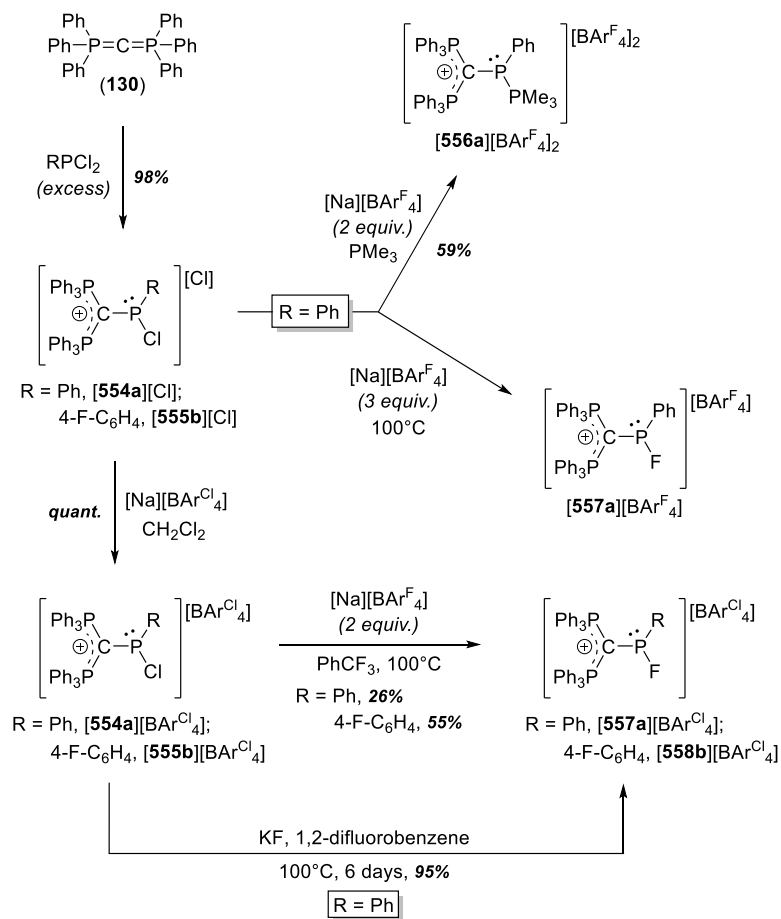 Ph Ph
Ph P=C=P Ph
Ph Ph
(130)
RPCl2
(excess)
98%
[BArF4]2
Ph3P
Ph3P
⊕
C
P
Ph
PMe3
[556a][BArF4]2
[Na][BArF4]
(2 equiv.)
PMe3
59%
[Cl]
Ph3P
Ph3P
⊕
C
P
R
Cl
R = Ph, [554a][Cl];
4-F-C6H4, [555b][Cl]
R = Ph
[Na][BArF4]
(3 equiv.)
100°C
[BArF4]
Ph3P
Ph3P
⊕
C
P
Ph
F
[557a][BArF4]
quant.
[Na][BArCl4]
CH2Cl2
[BArCl4]
Ph3P
Ph3P
⊕
C
P
R
Cl
R = Ph, [554a][BArCl4];
4-F-C6H4, [555b][BArCl4]
[Na][BArF4]
(2 equiv.)
PhCF3, 100°C
R = Ph, 26%
4-F-C6H4, 55%
[BArCl4]
Ph3P
Ph3P
⊕
C
P
R
F
R = Ph, [557a][BArCl4];
4-F-C6H4, [558b][BArCl4]
KF, 1,2-difluorobenzene
100°C, 6 days, 95%
R = Ph